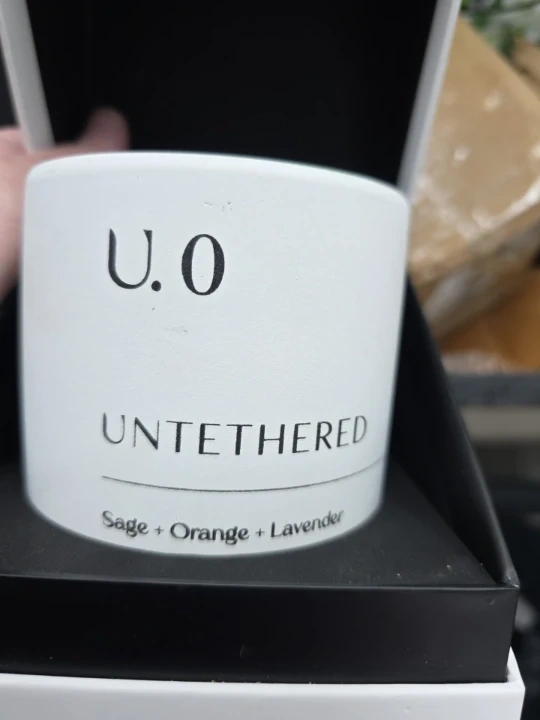 U.O
UNTETHERED
Sage + Orange + Lavender